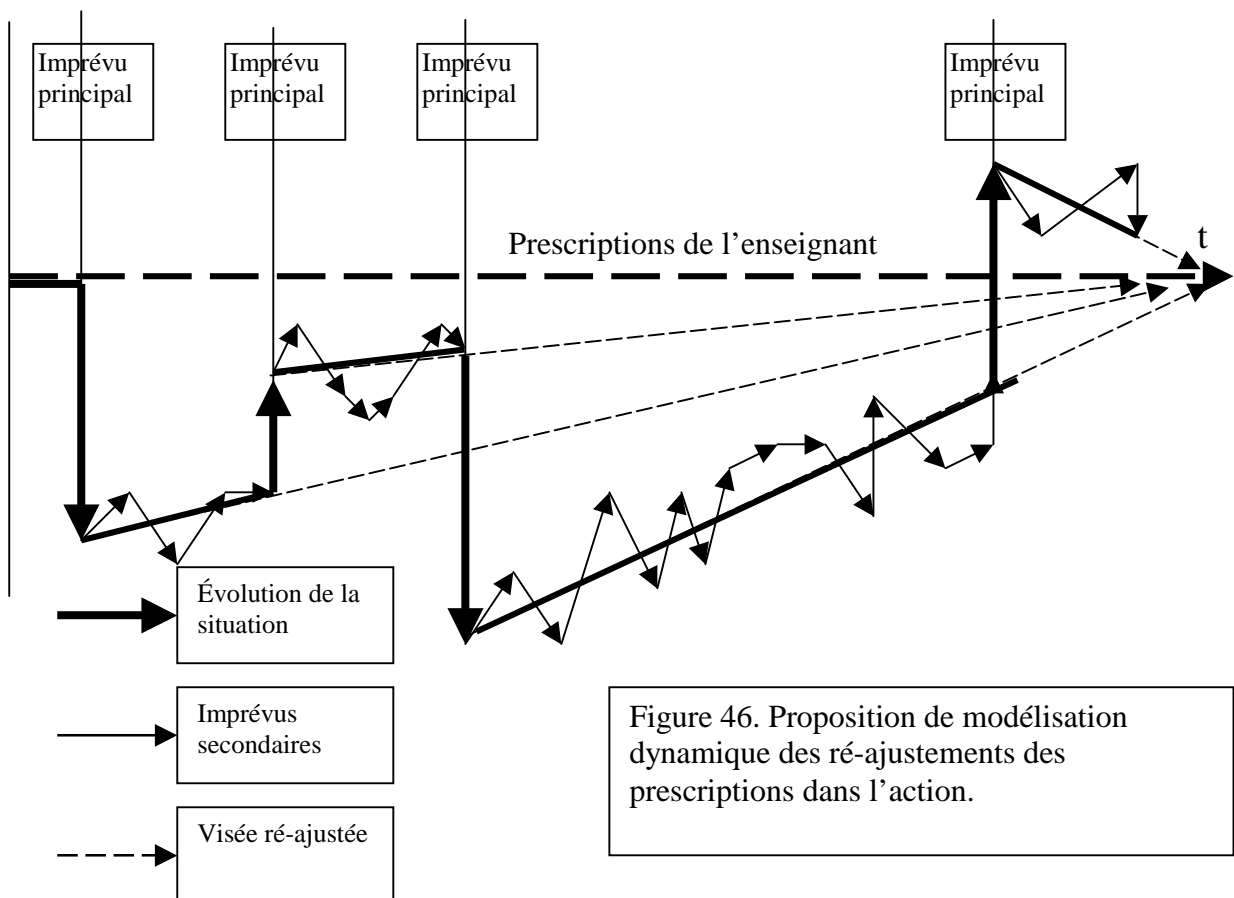 Imprévu
principal
Imprévu
principal
Imprévu
principal
Imprévu
principal
Prescriptions de l’enseignant
t
Évolution de la
situation
Imprévus
secondaires
Visée ré-ajustée
Figure 46. Proposition de modélisation
dynamique des ré-ajustements des
prescriptions dans l’action.